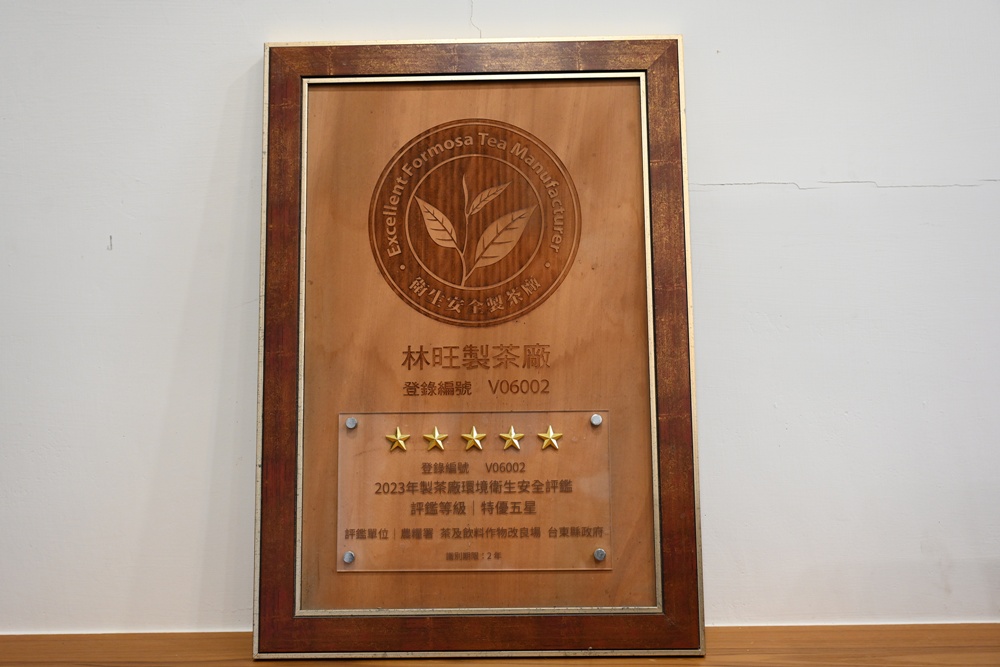 Excellent Formosa Tea Manufacturer
衛生安全製茶廠
林旺製茶廠
登錄編號 V06002
登錄編號 V06002
2023年製茶廠環境衛生安全評鑑
評鑑等級｜特優五星
評鑑單位｜農糧署 茶及飲料作物改良場 台東縣政府
識別期限：2 年